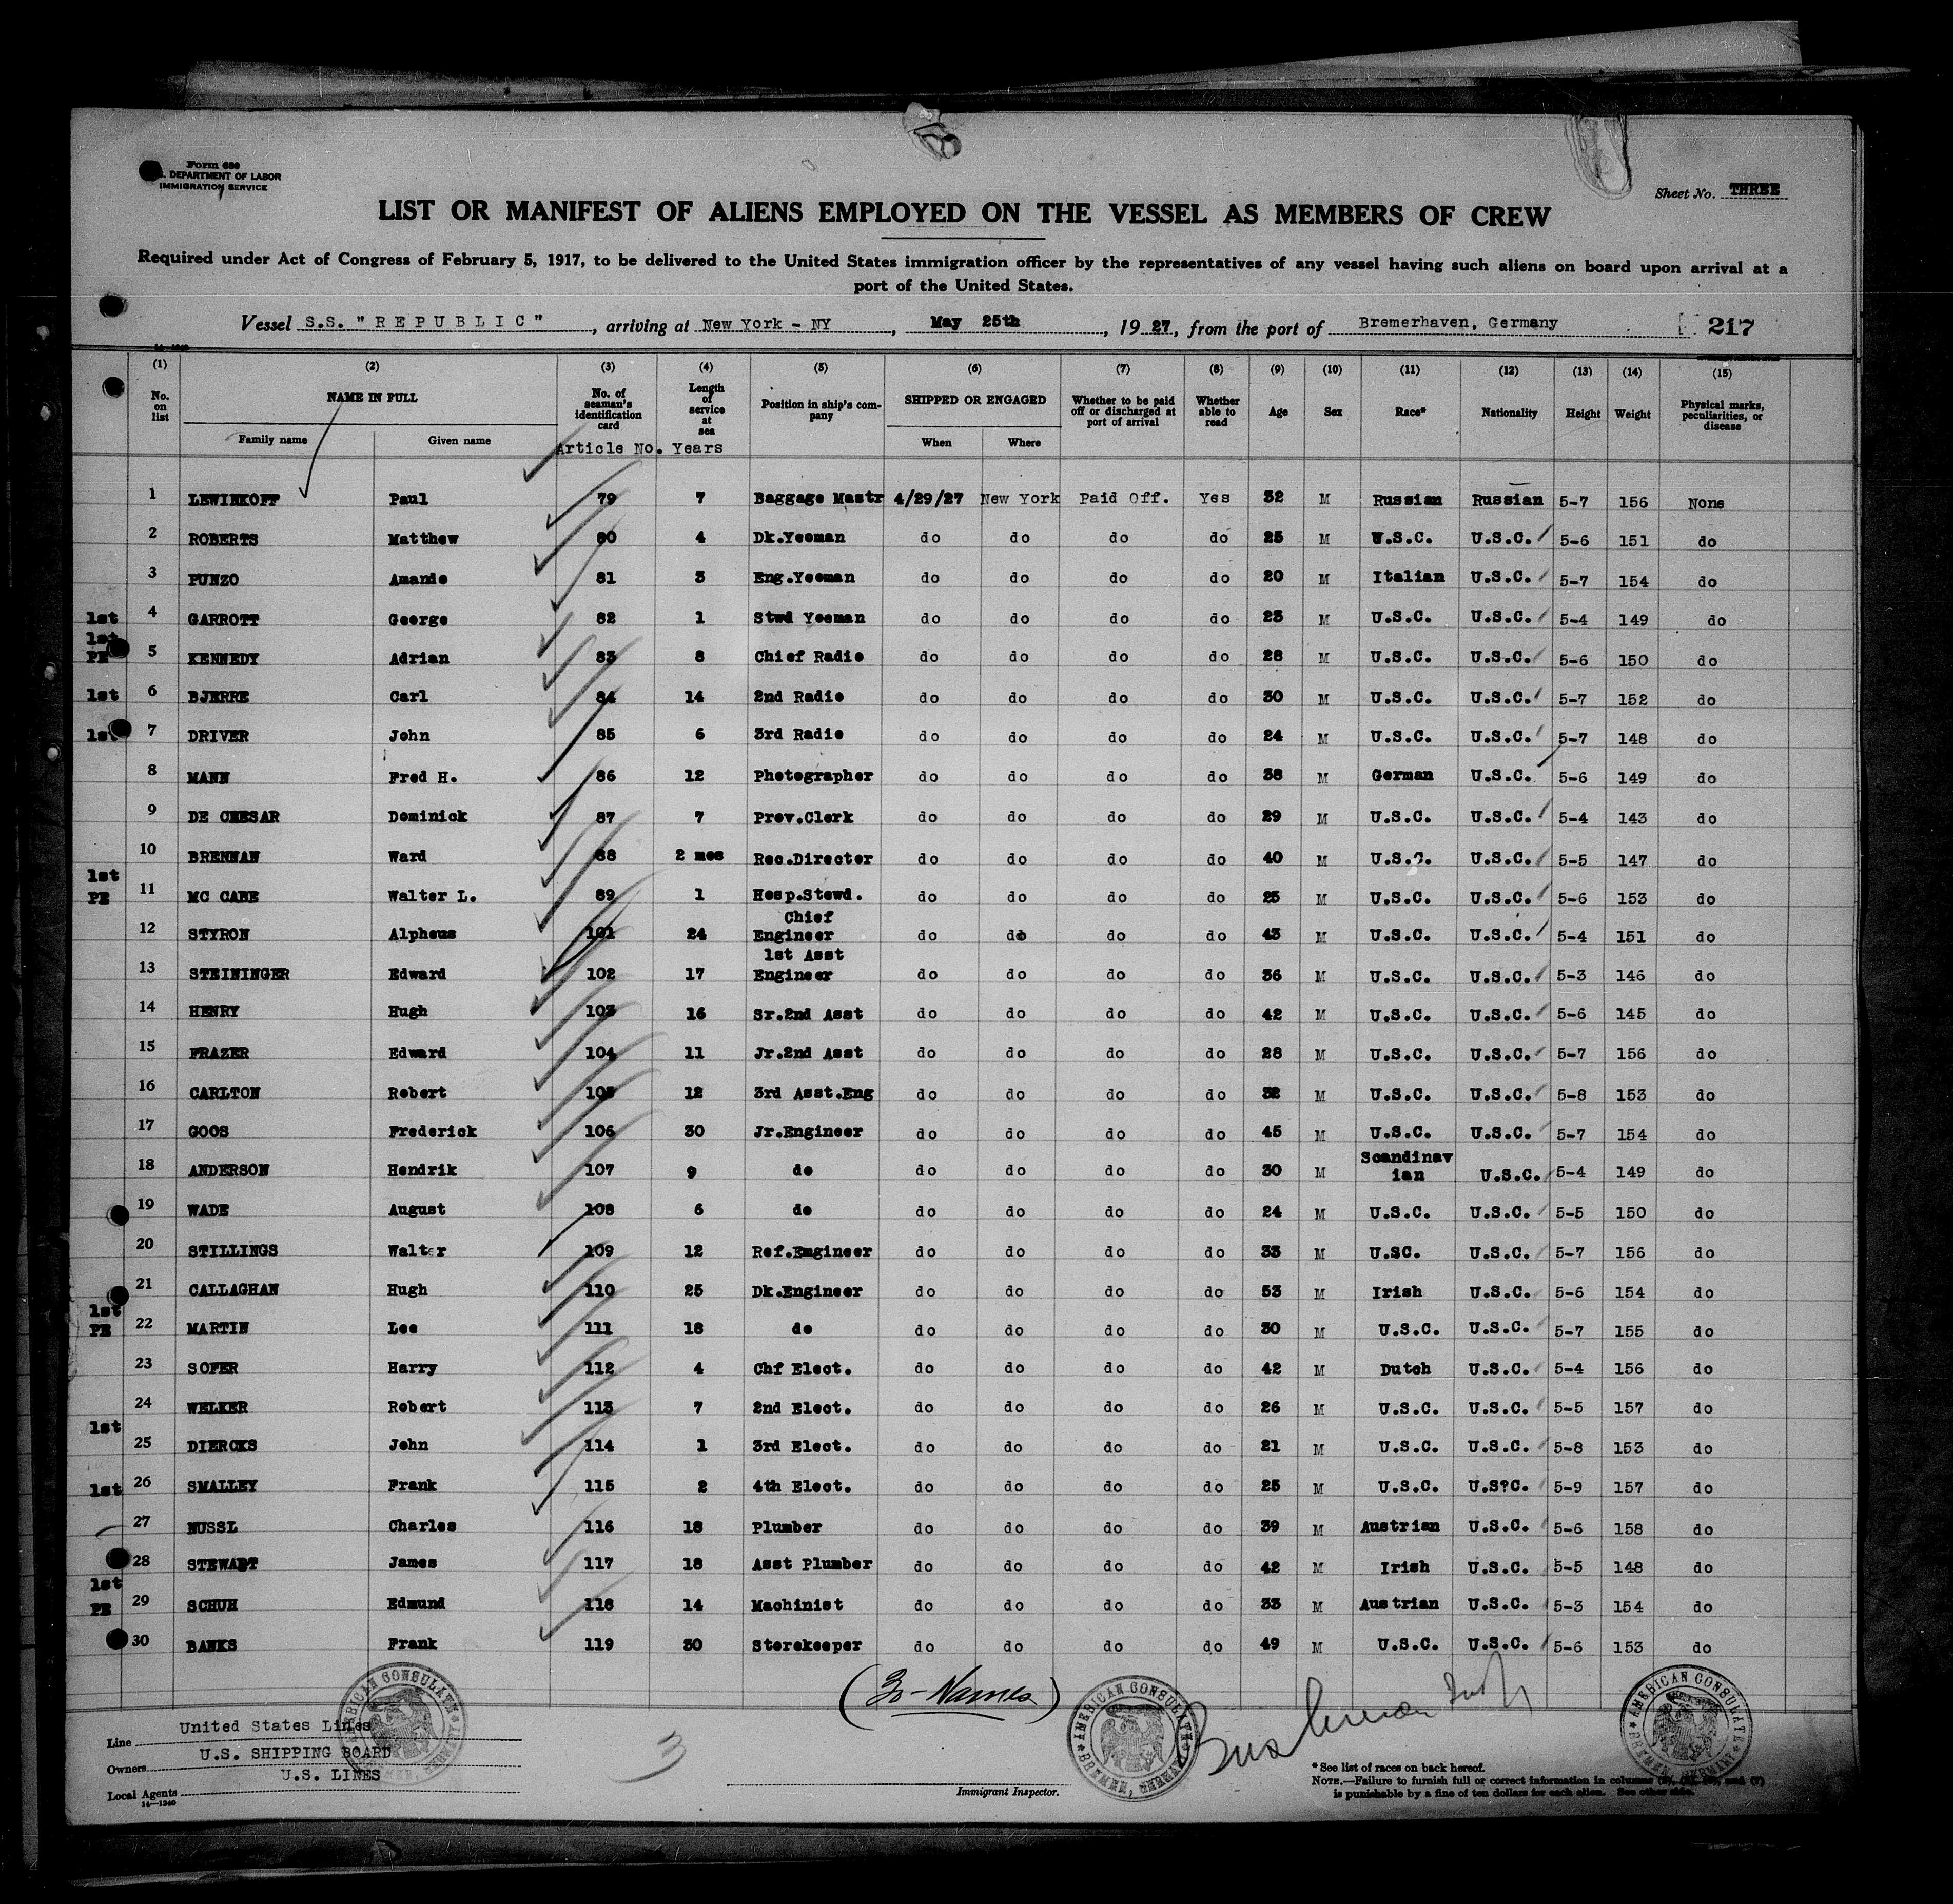 Form 680
DEPARTMENT OF LABOR
IMMIGRATION SERVICE
Sheet No. THREE
LIST OR MANIFEST OF ALIENS EMPLOYED ON THE VESSEL AS MEMBERS OF CREW
Required under Act of Congress of February 5, 1917, to be delivered to the United States immigration officer by the representatives of any vessel having such aliens on board upon arrival at a
port of the United States.
Vessel S.S. "REPUBLIC", arriving at New York - NY, May 25th, 1927, from the port of Bremerhaven, Germany 217
(1) (2) (3) (4) (5) (6) (7) (8) (9) (10) (11) (12) (13) (14) (15)
No. on list NAME IN FULL No. of seaman's identification card Length of service at sea Position in ship's company SHIPPED OR ENGAGED Whether to be paid off or discharged at port of arrival Whether able to read Age Sex Race* Nationality Height Weight Physical marks, peculiarities, or disease
Family name Given name Article No. Years When Where
1 LEWINKOFF Paul 79 7 Baggage Mastr 4/29/27 New York Paid Off. Yes 32 M Russian Russian 5-7 156 None
2 ROBERTS Matthew 80 4 Dk.Yeoman do do do do 25 M U.S.C. U.S.C. 5-6 151 do
3 PUNZO Amando 81 3 Eng.Yeoman do do do do 20 M Italian U.S.C. 5-7 154 do
1st 4 GARROTT George 82 1 Stwd Yeoman do do do do 23 M U.S.C. U.S.C. 5-4 149 do
1st PE 5 KENNEDY Adrian 83 8 Chief Radio do do do do 28 M U.S.C. U.S.C. 5-6 150 do
1st 6 BJERRE Carl 84 14 2nd Radio do do do do 30 M U.S.C. U.S.C. 5-7 152 do
1st 7 DRIVER John 85 6 3rd Radio do do do do 24 M U.S.C. U.S.C. 5-7 148 do
8 MANN Fred H. 86 12 Photographer do do do do 38 M German U.S.C. 5-6 149 do
9 DE CAESAR Dominick 87 7 Prov.Clerk do do do do 29 M U.S.C. U.S.C. 5-4 143 do
10 BRENNAN Ward 88 2 mos Rec.Director do do do do 40 M U.S.C. U.S.C. 5-5 147 do
1st PE 11 MC CABE Walter L. 89 1 Hosp.Stewd. do do do do 25 M U.S.C. U.S.C. 5-6 153 do
12 STYRON Alpheus 101 24 Chief Engineer do do do do 43 M U.S.C. U.S.C. 5-4 151 do
13 STEININGER Edward 102 17 1st Asst Engineer do do do do 36 M U.S.C. U.S.C. 5-3 146 do
14 HENRY Hugh 103 16 Sr.2nd Asst do do do do 42 M U.S.C. U.S.C. 5-6 145 do
15 FRAZER Edward 104 11 Jr.2nd Asst do do do do 28 M U.S.C. U.S.C. 5-7 156 do
16 CARLTON Robert 105 12 3rd Asst.Eng do do do do 32 M U.S.C. U.S.C. 5-8 153 do
17 GOOS Frederick 106 30 Jr.Engineer do do do do 45 M U.S.C. U.S.C. 5-7 154 do
18 ANDERSON Hendrik 107 9 do do do do do 30 M Scandinavian U.S.C. 5-4 149 do
19 WADE August 108 6 do do do do do 24 M U.S.C. U.S.C. 5-5 150 do
20 STILLINGS Walter 109 12 Ref.Engineer do do do do 33 M U.SC. U.S.C. 5-7 156 do
21 CALLAGHAN Hugh 110 25 Dk.Engineer do do do do 53 M Irish U.S.C. 5-6 154 do
1st PE 22 MARTIN Lee 111 18 do do do do do 30 M U.S.C. U.S.C. 5-7 155 do
23 SOFER Harry 112 4 Chf Elect. do do do do 42 M Dutch U.S.C. 5-4 156 do
24 WELKER Robert 113 7 2nd Elect. do do do do 26 M U.S.C. U.S.C. 5-5 157 do
1st 25 DIERCKS John 114 1 3rd Elect. do do do do 21 M U.S.C. U.S.C. 5-8 153 do
1st 26 SMALLEY Frank 115 2 4th Elect. do do do do 25 M U.S.C. U.S?C. 5-9 157 do
27 NUSSL Charles 116 18 Plumber do do do do 39 M Austrian U.S.C. 5-6 158 do
28 STEWART James 117 18 Asst Plumber do do do do 42 M Irish U.S.C. 5-5 148 do
1st PE 29 SCHUH Edmund 118 14 Machinist do do do do 33 M Austrian U.S.C. 5-3 154 do
30 BANKS Frank 119 30 Storekeeper do do do do 49 M U.S.C. U.S.C. 5-6 153 do
(30-Names)
AMERICAN CONSULATE BREMEN, GERMANY
AMERICAN CONSULATE BREMEN, GERMANY
AMERICAN CONSULATE BREMEN, GERMANY
Line United States Lines
Owners U.S. SHIPPING BOARD
Local Agents U.S. LINES
14-1240
3
Immigrant Inspector.
* See list of races on back hereof.
NOTE.—Failure to furnish full or correct information in columns and (7)
is punishable by a fine of ten dollars for each alien. See other side.